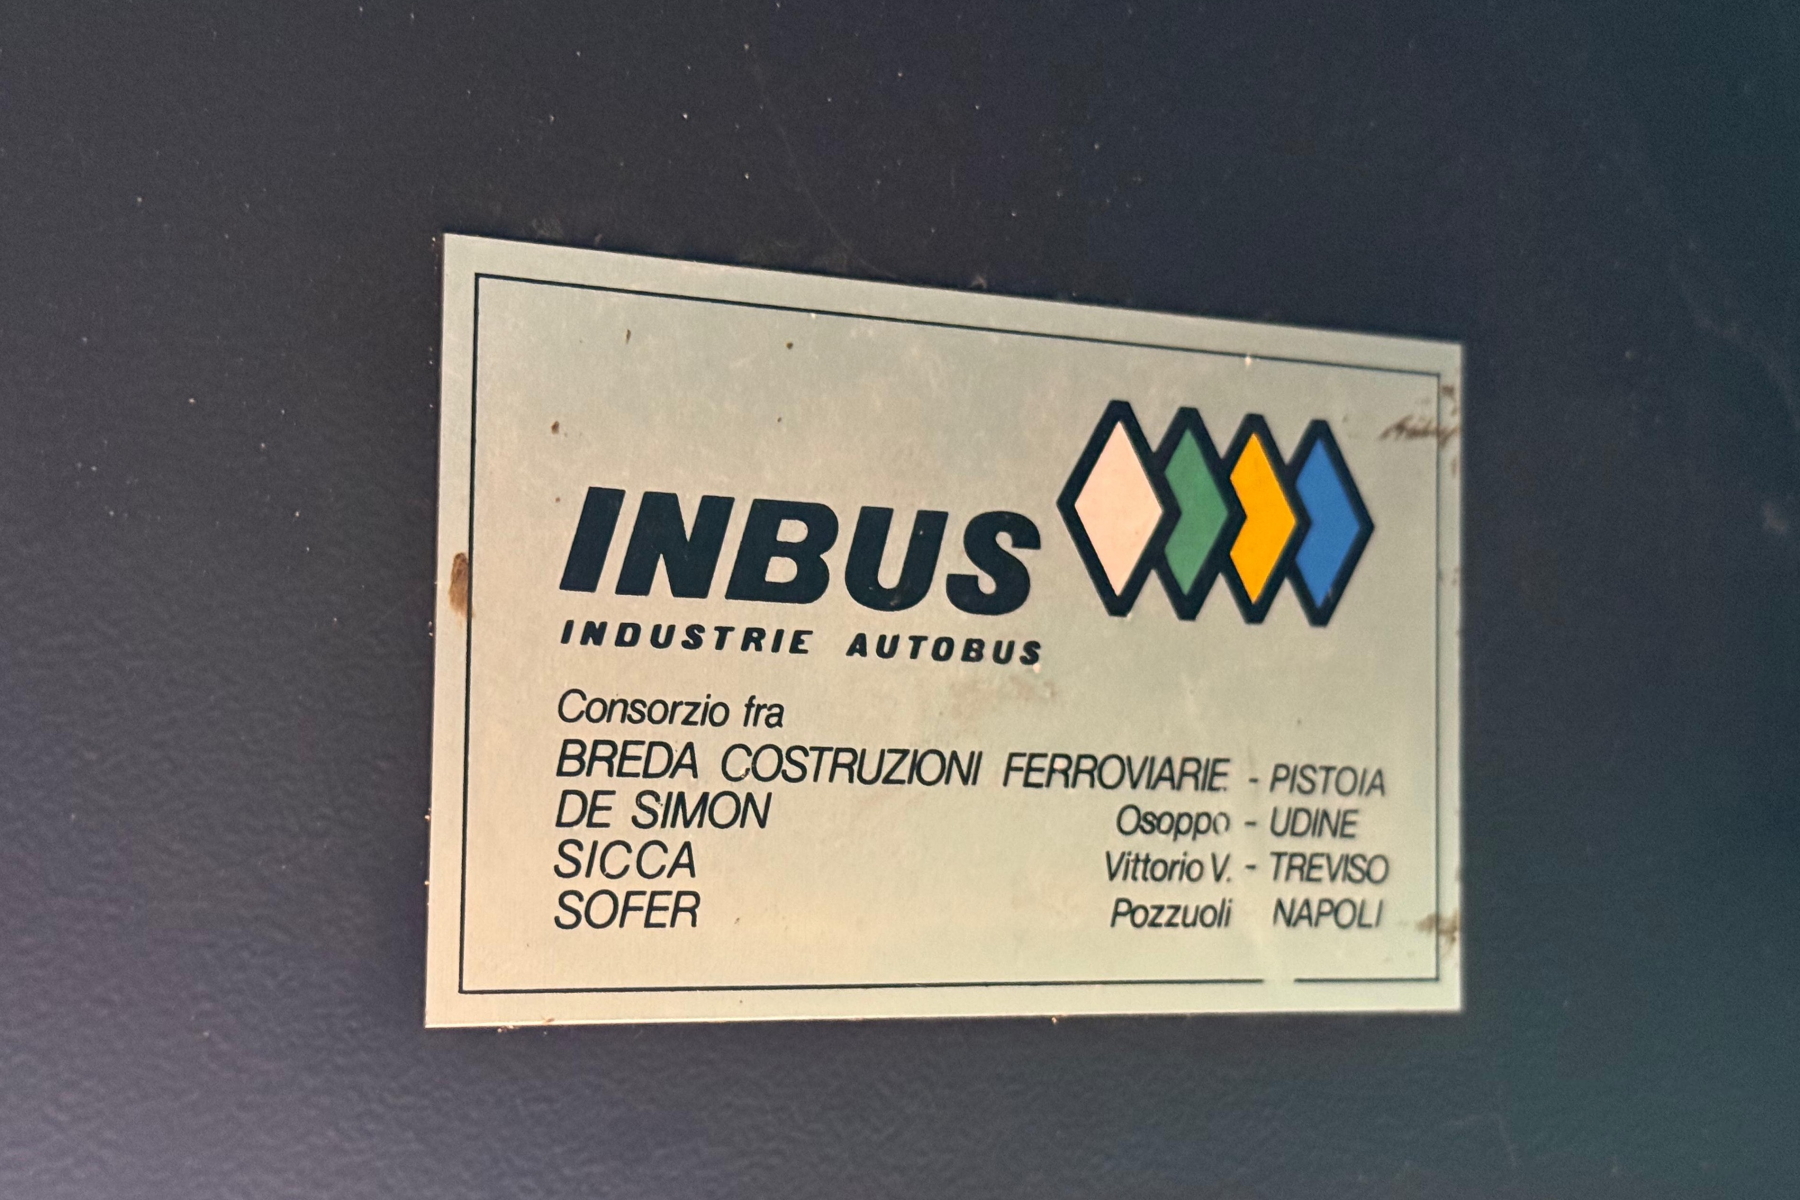 INBUS
INDUSTRIE AUTOBUS
Consorzio fra
BREDA COSTRUZIONI FERROVIARIE - PISTOIA
DE SIMON Osoppo - UDINE
SICCA Vittorio V. - TREVISO
SOFER Pozzuoli NAPOLI